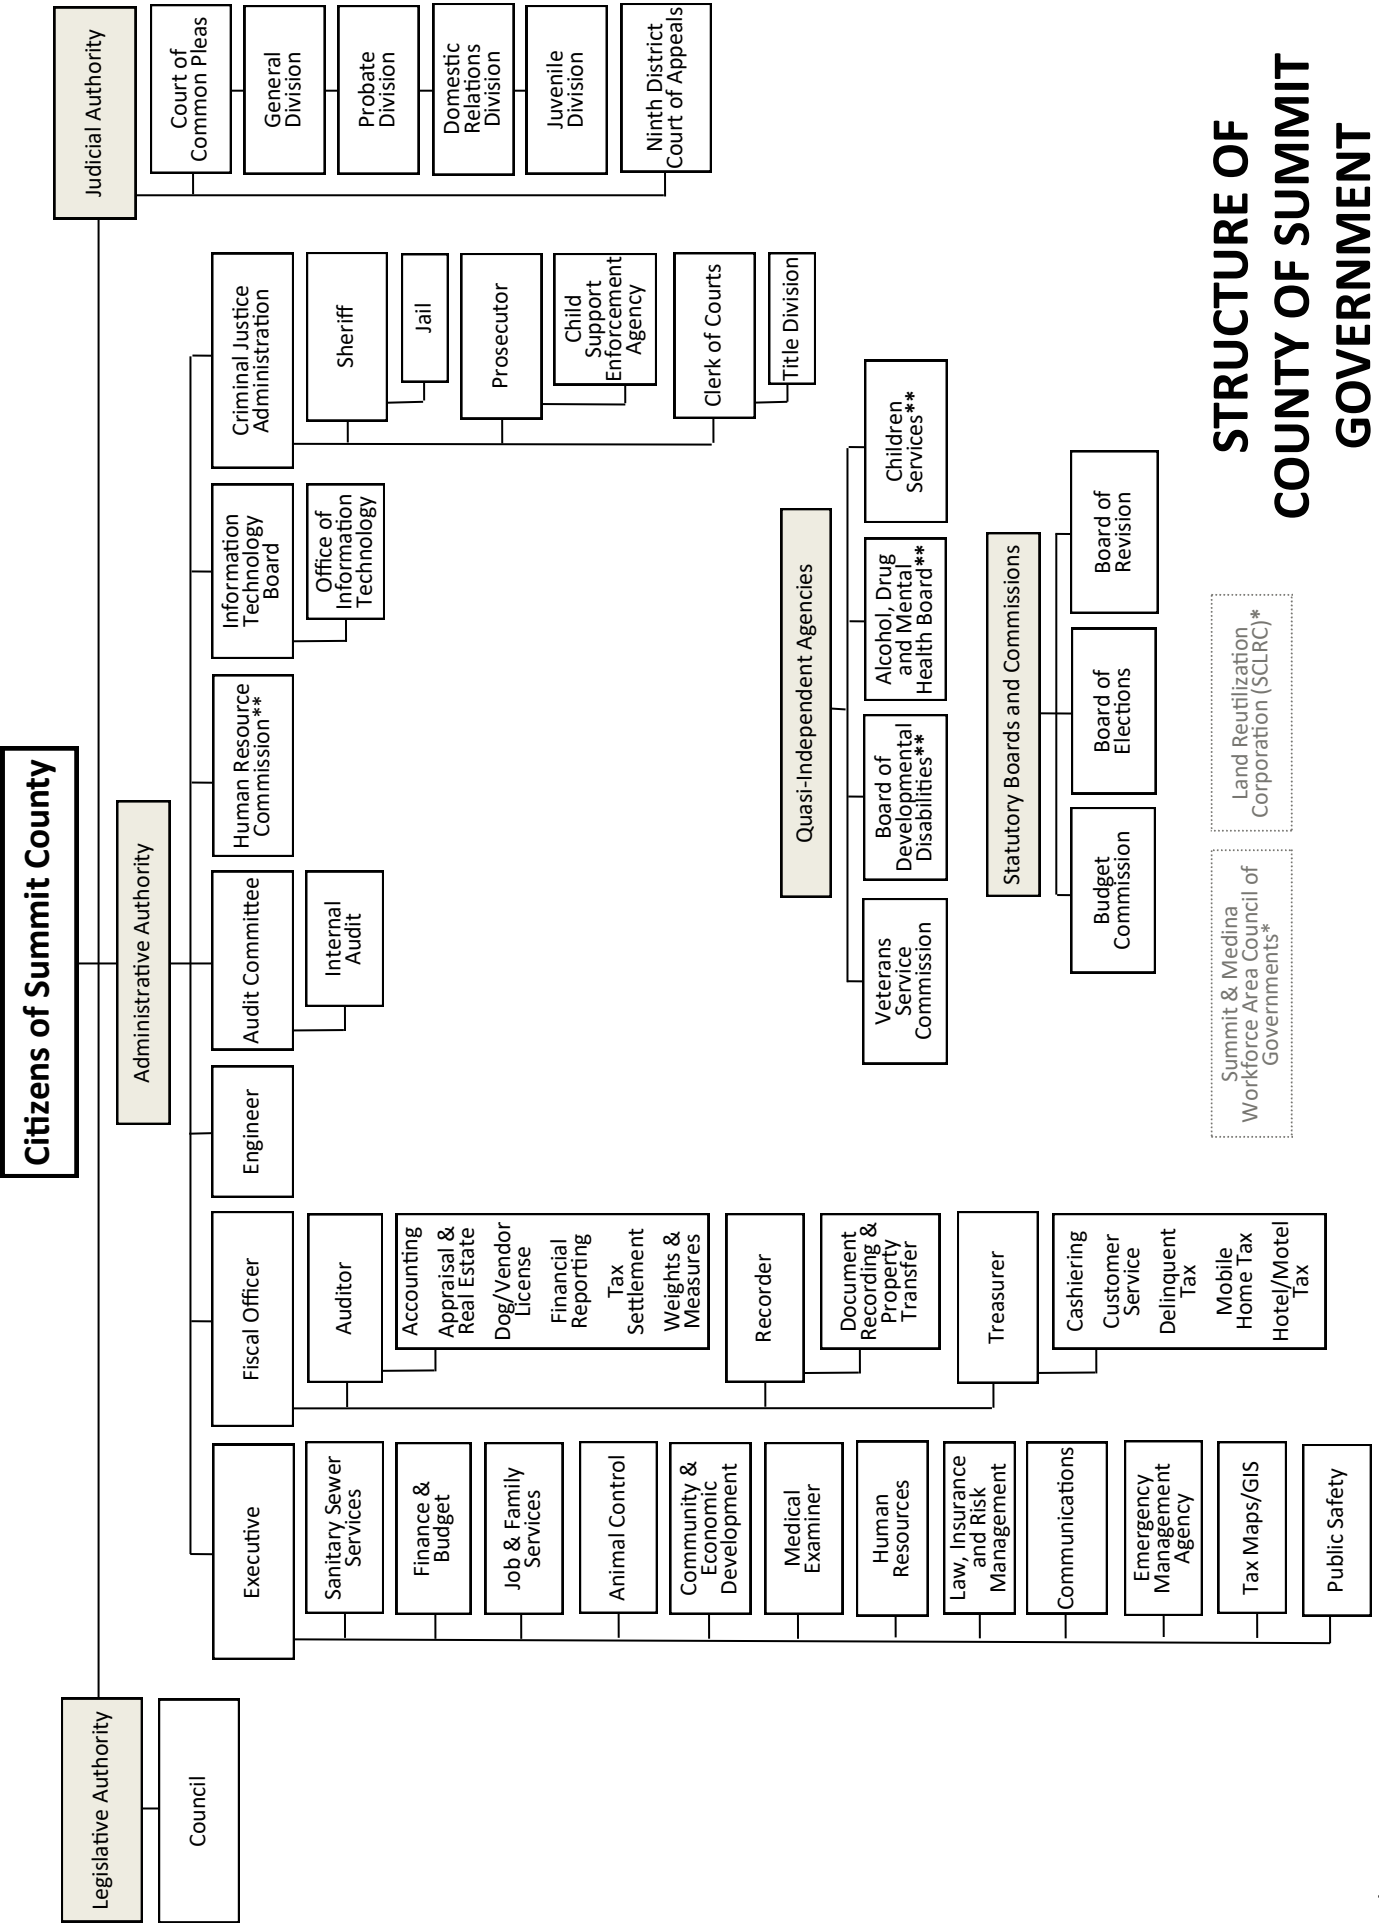 Citizens of Summit County
Legislative Authority
Council
Administrative Authority
Executive
Sanitary Sewer
Services
Finance &
Budget
Job & Family
Services
Animal Control
Community &
Economic
Development
Medical
Examiner
Human
Resources
Law, Insurance
and Risk
Management
Communications
Emergency
Management
Agency
Tax Maps/GIS
Public Safety
Fiscal Officer
Auditor
Accounting
Appraisal &
Real Estate
Dog/Vendor
License
Financial
Reporting
Tax
Settlement
Weights &
Measures
Recorder
Document
Recording &
Property
Transfer
Treasurer
Cashiering
Customer
Service
Delinquent
Tax
Mobile
Home Tax
Hotel/Motel
Tax
Engineer
Audit Committee
Internal
Audit
Human Resource
Commission**
Information
Technology
Board
Office of
Information
Technology
Criminal Justice
Administration
Sheriff
Jail
Prosecutor
Child
Support
Enforcement
Agency
Clerk of Courts
Title Division
Judicial Authority
Court of
Common Pleas
General
Division
Probate
Division
Domestic
Relations
Division
Juvenile
Division
Ninth District
Court of Appeals
Quasi-Independent Agencies
Veterans
Service
Commission
Board of
Developmental
Disabilities**
Alcohol, Drug
and Mental
Health Board**
Children
Services**
Statutory Boards and Commissions
Budget
Commission
Board of
Elections
Board of
Revision
Summit & Medina
Workforce Area Council of
Governments*
Land Reutilization
Corporation (SCLRC)*
STRUCTURE OF
COUNTY OF SUMMIT
GOVERNMENT